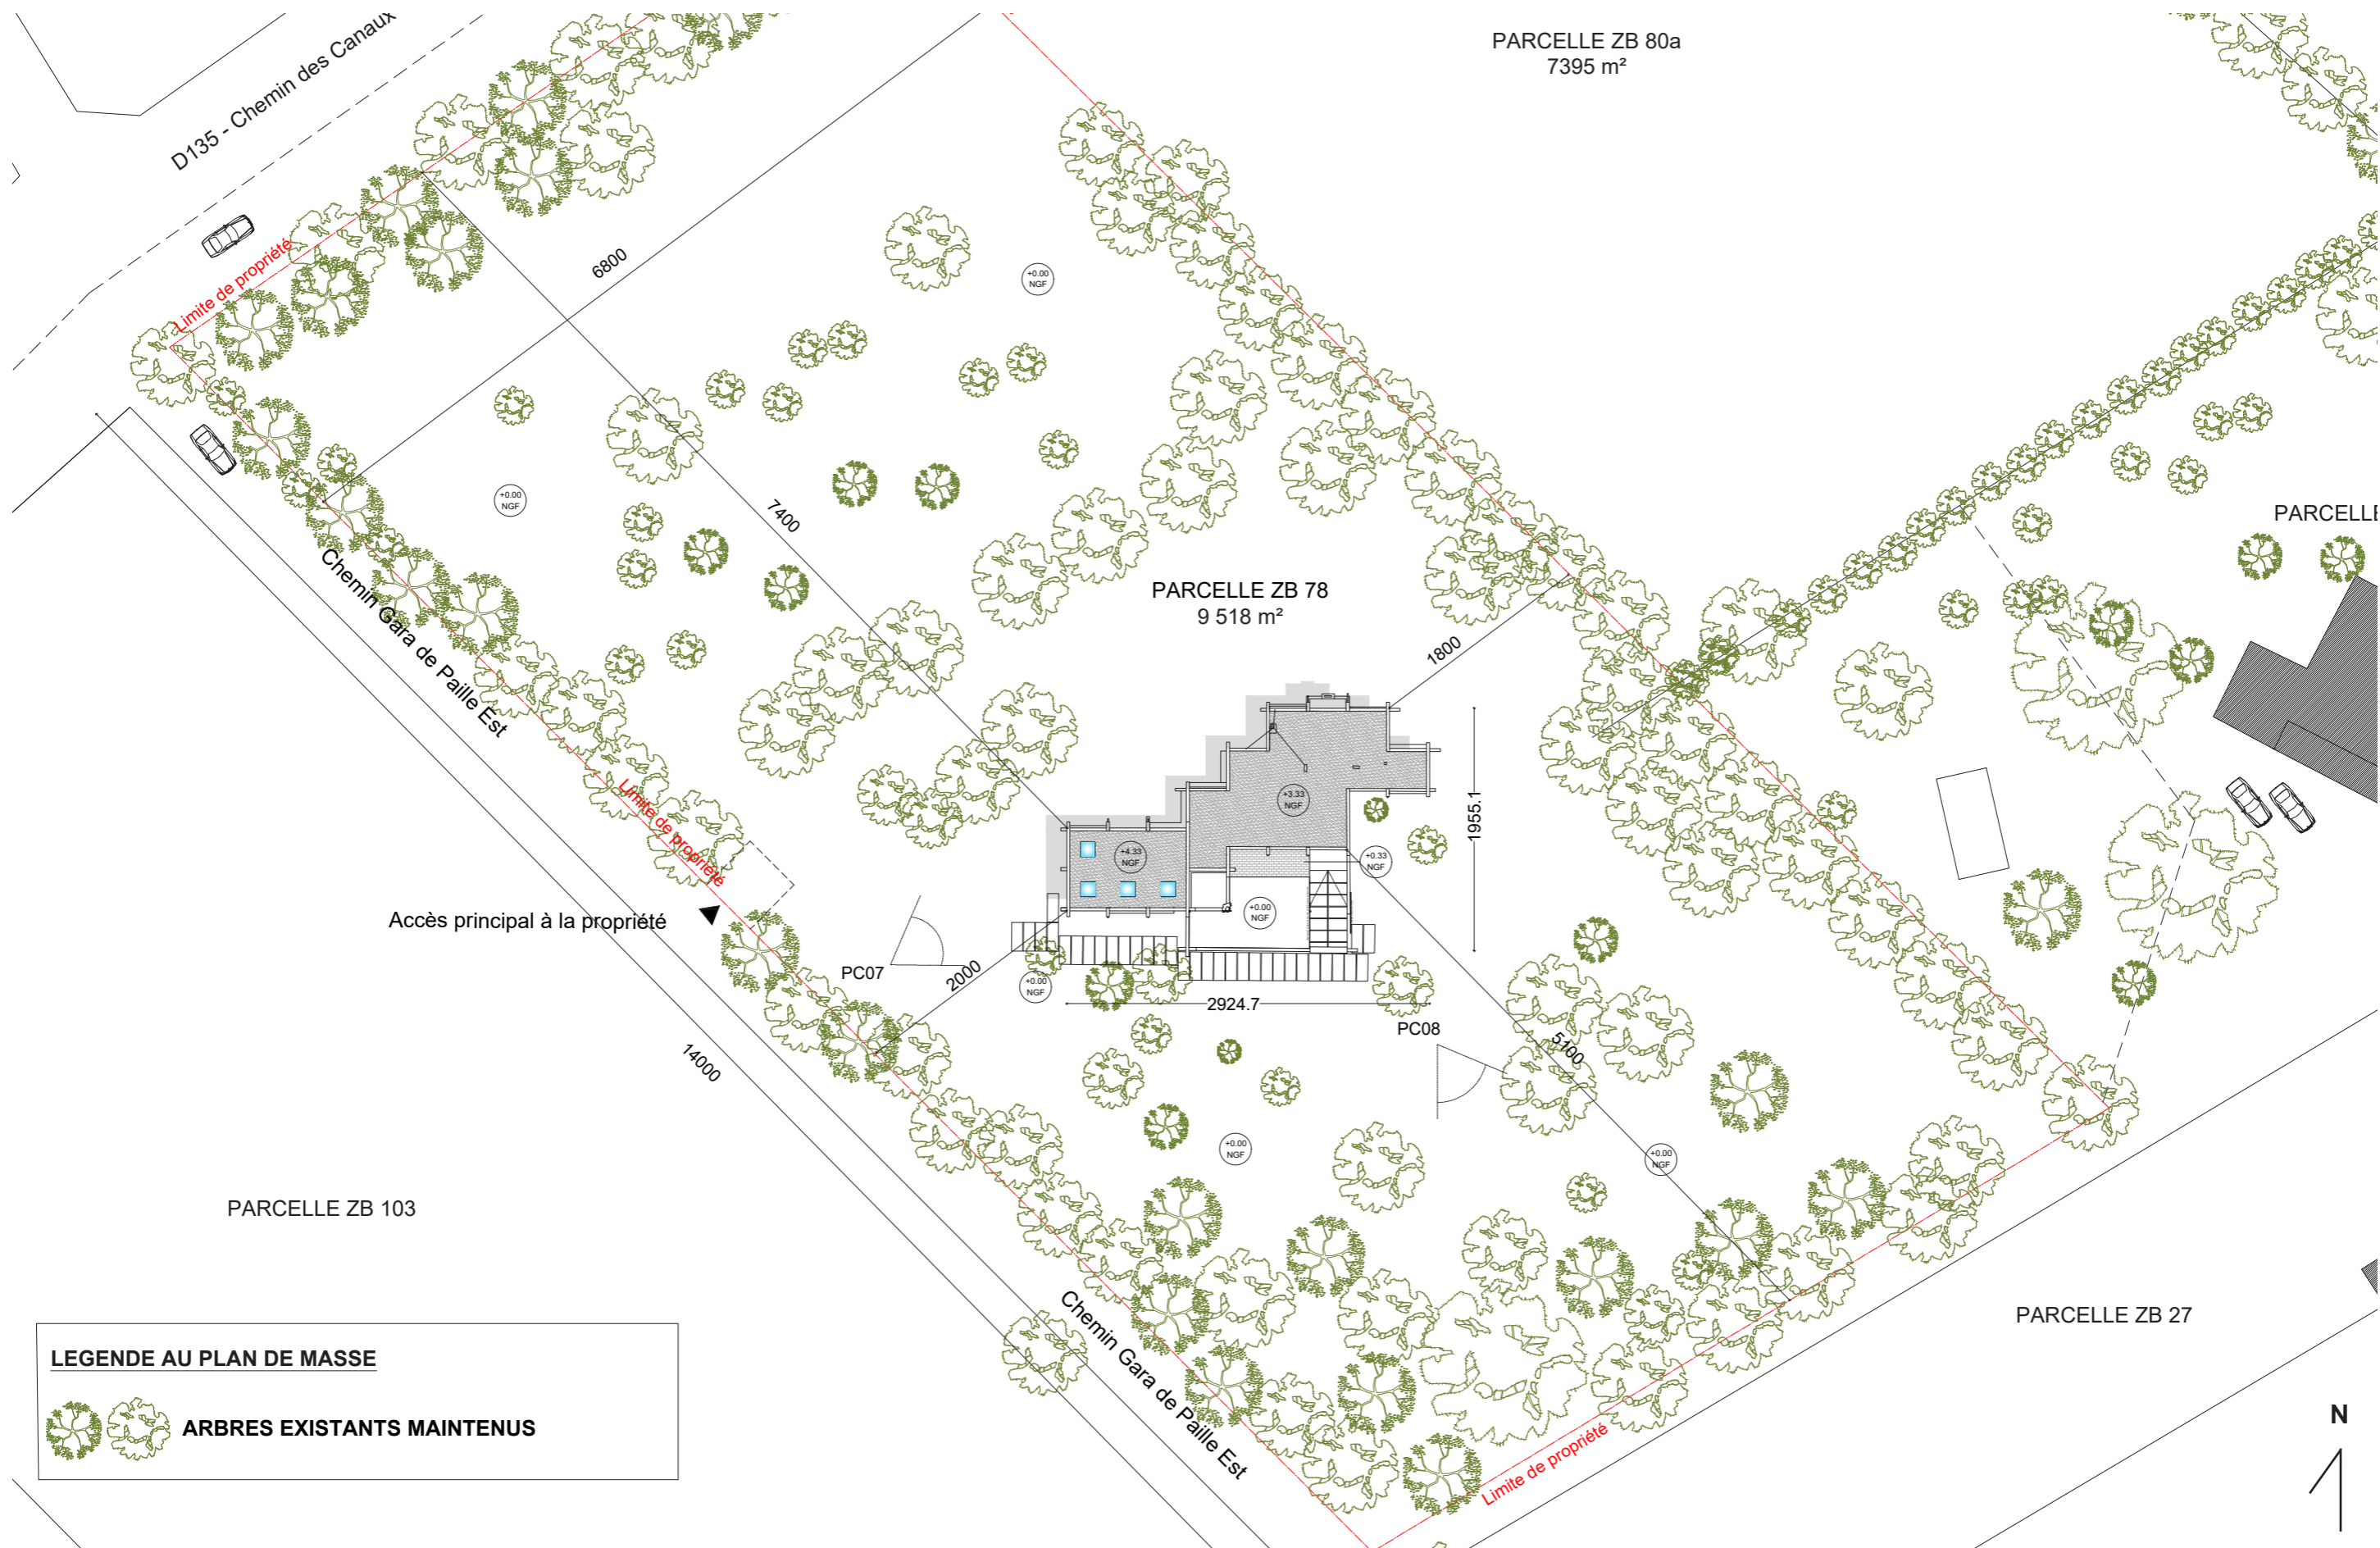 D135 - Chemin des Canaux
PARCELLE ZB 80a
7395 m²
Limite de propriété
6800
+0.00
NGF
+0.00
NGF
7400
PARCELLE
Chemin Gara de Paille Est
PARCELLE ZB 78
9 518 m²
1800
Limite de propriété
+3.33
NGF
1955.1
+4.33
NGF
+0.33
NGF
+0.00
NGF
Accès principal à la propriété
PC07
2000
+0.00
NGF
2924.7
PC08
5100
14000
+0.00
NGF
+0.00
NGF
PARCELLE ZB 103
Chemin Gara de Paille Est
PARCELLE ZB 27
LEGENDE AU PLAN DE MASSE
ARBRES EXISTANTS MAINTENUS
Limite de propriété
N